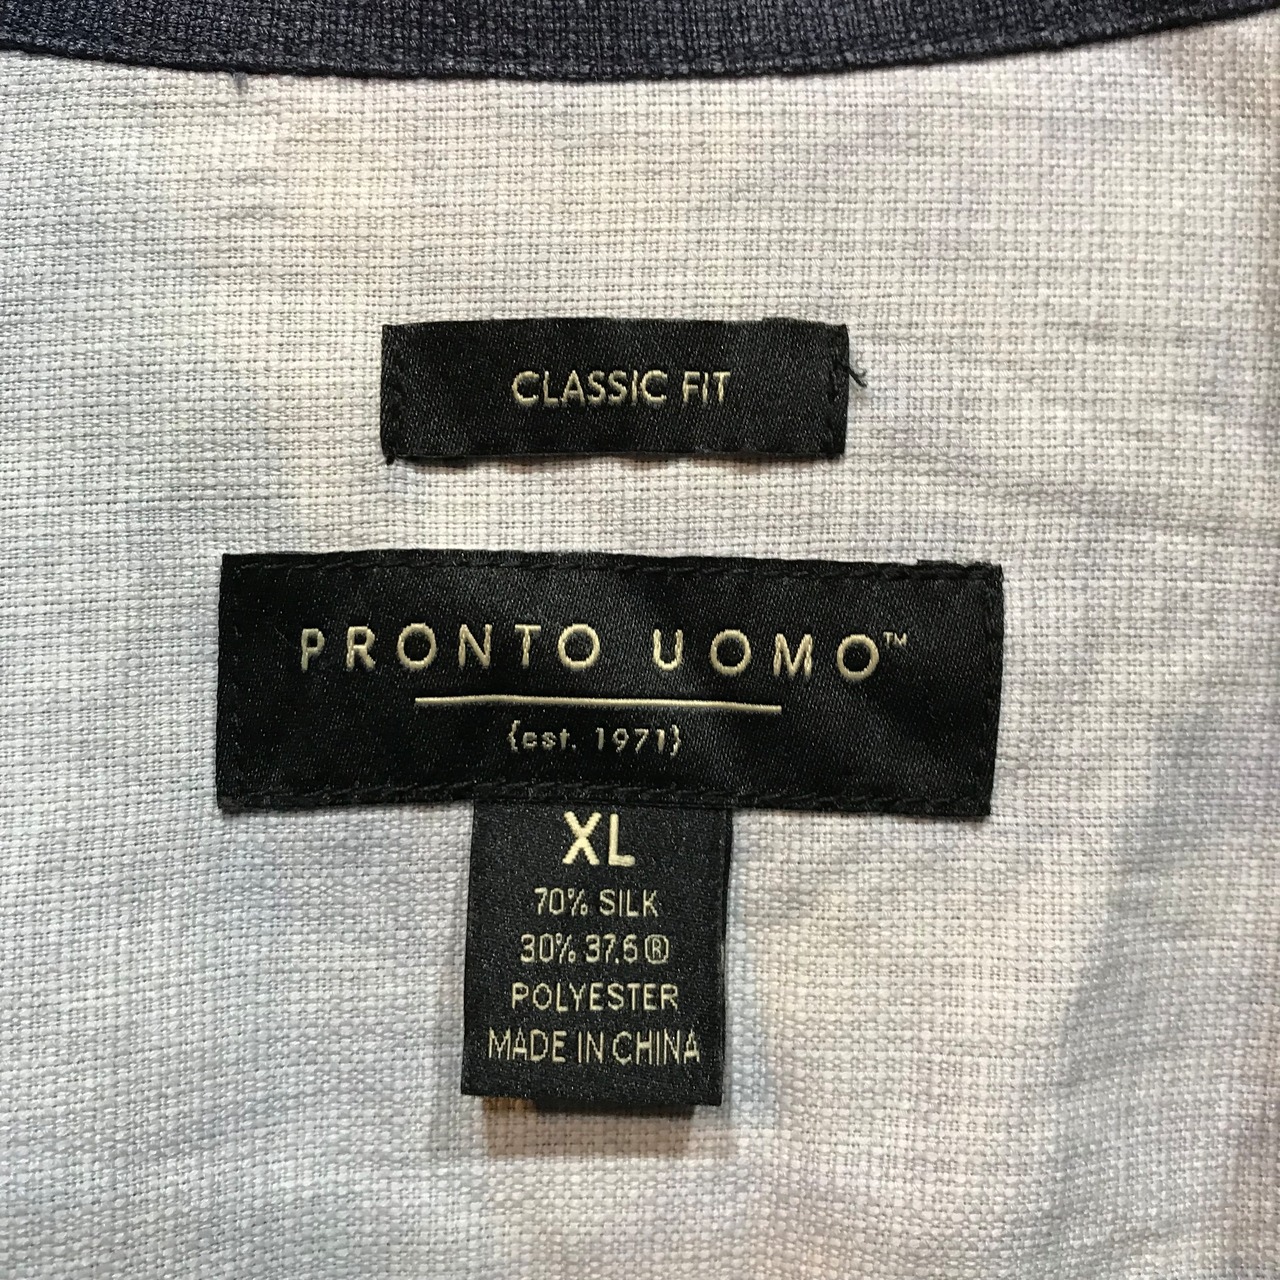 CLASSIC FIT
PRONTO UOMO™
{est. 1971}
XL
70% SILK
30% 37.5®
POLYESTER
MADE IN CHINA